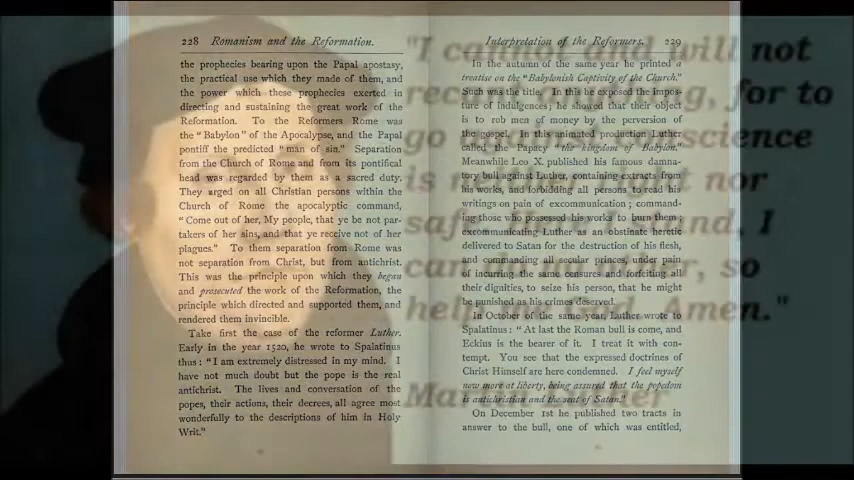 228 Romanism and the Reformation.
the prophecies bearing upon the Papal apostasy,
the practical use which they made of them, and
the power which these prophecies exerted in
directing and sustaining the great work of the
Reformation. To the Reformers Rome was
the "Babylon" of the Apocalypse, and the Papal
pontiff the predicted "man of sin." Separation
from the Church of Rome and from its pontifical
head was regarded by them as a sacred duty.
They urged on all Christian persons within the
Church of Rome the apocalyptic command,
"Come out of her, My people, that ye be not par-
takers of her sins, and that ye receive not of her
plagues." To them separation from Rome was
not separation from Christ, but from antichrist.
This was the principle upon which they began
and prosecuted the work of the Reformation, the
principle which directed and supported them, and
rendered them invincible.
Take first the case of the reformer Luther.
Early in the year 1520, he wrote to Spalatinus
thus: "I am extremely distressed in my mind. I
have not much doubt but the pope is the real
antichrist. The lives and conversation of the
popes, their actions, their decrees, all agree most
wonderfully to the descriptions of him in Holy
Writ."
Interpretation of the Reformers. 229
In the autumn of the same year he printed a
treatise on the "Babylonish Captivity of the Church."
Such was the title. In this he exposed the impos-
ture of Indulgences; he showed that their object
is to rob men of money by the perversion of
the gospel. In this animated production Luther
called the Papacy "the kingdom of Babylon."
Meanwhile Leo X. published his famous damna-
tory bull against Luther, containing extracts from
his works, and forbidding all persons to read his
writings on pain of excommunication; command-
ing those who possessed his works to burn them;
excommunicating Luther as an obstinate heretic
delivered to Satan for the destruction of his flesh,
and commanding all secular princes, under pain
of incurring the same censures and forfeiting all
their dignities, to seize his person, that he might
be punished as his crimes deserved.
In October of the same year, Luther wrote to
Spalatinus: "At last the Roman bull is come, and
Eckius is the bearer of it. I treat it with con-
tempt. You see that the expressed doctrines of
Christ Himself are here condemned. I feel myself
now more at liberty, being assured that the popedom
is antichristian and the seat of Satan."
On December 1st he published two tracts in
answer to the bull, one of which was entitled,
"I cannot and will not
for to
go science
is nor
I
so
help Amen."